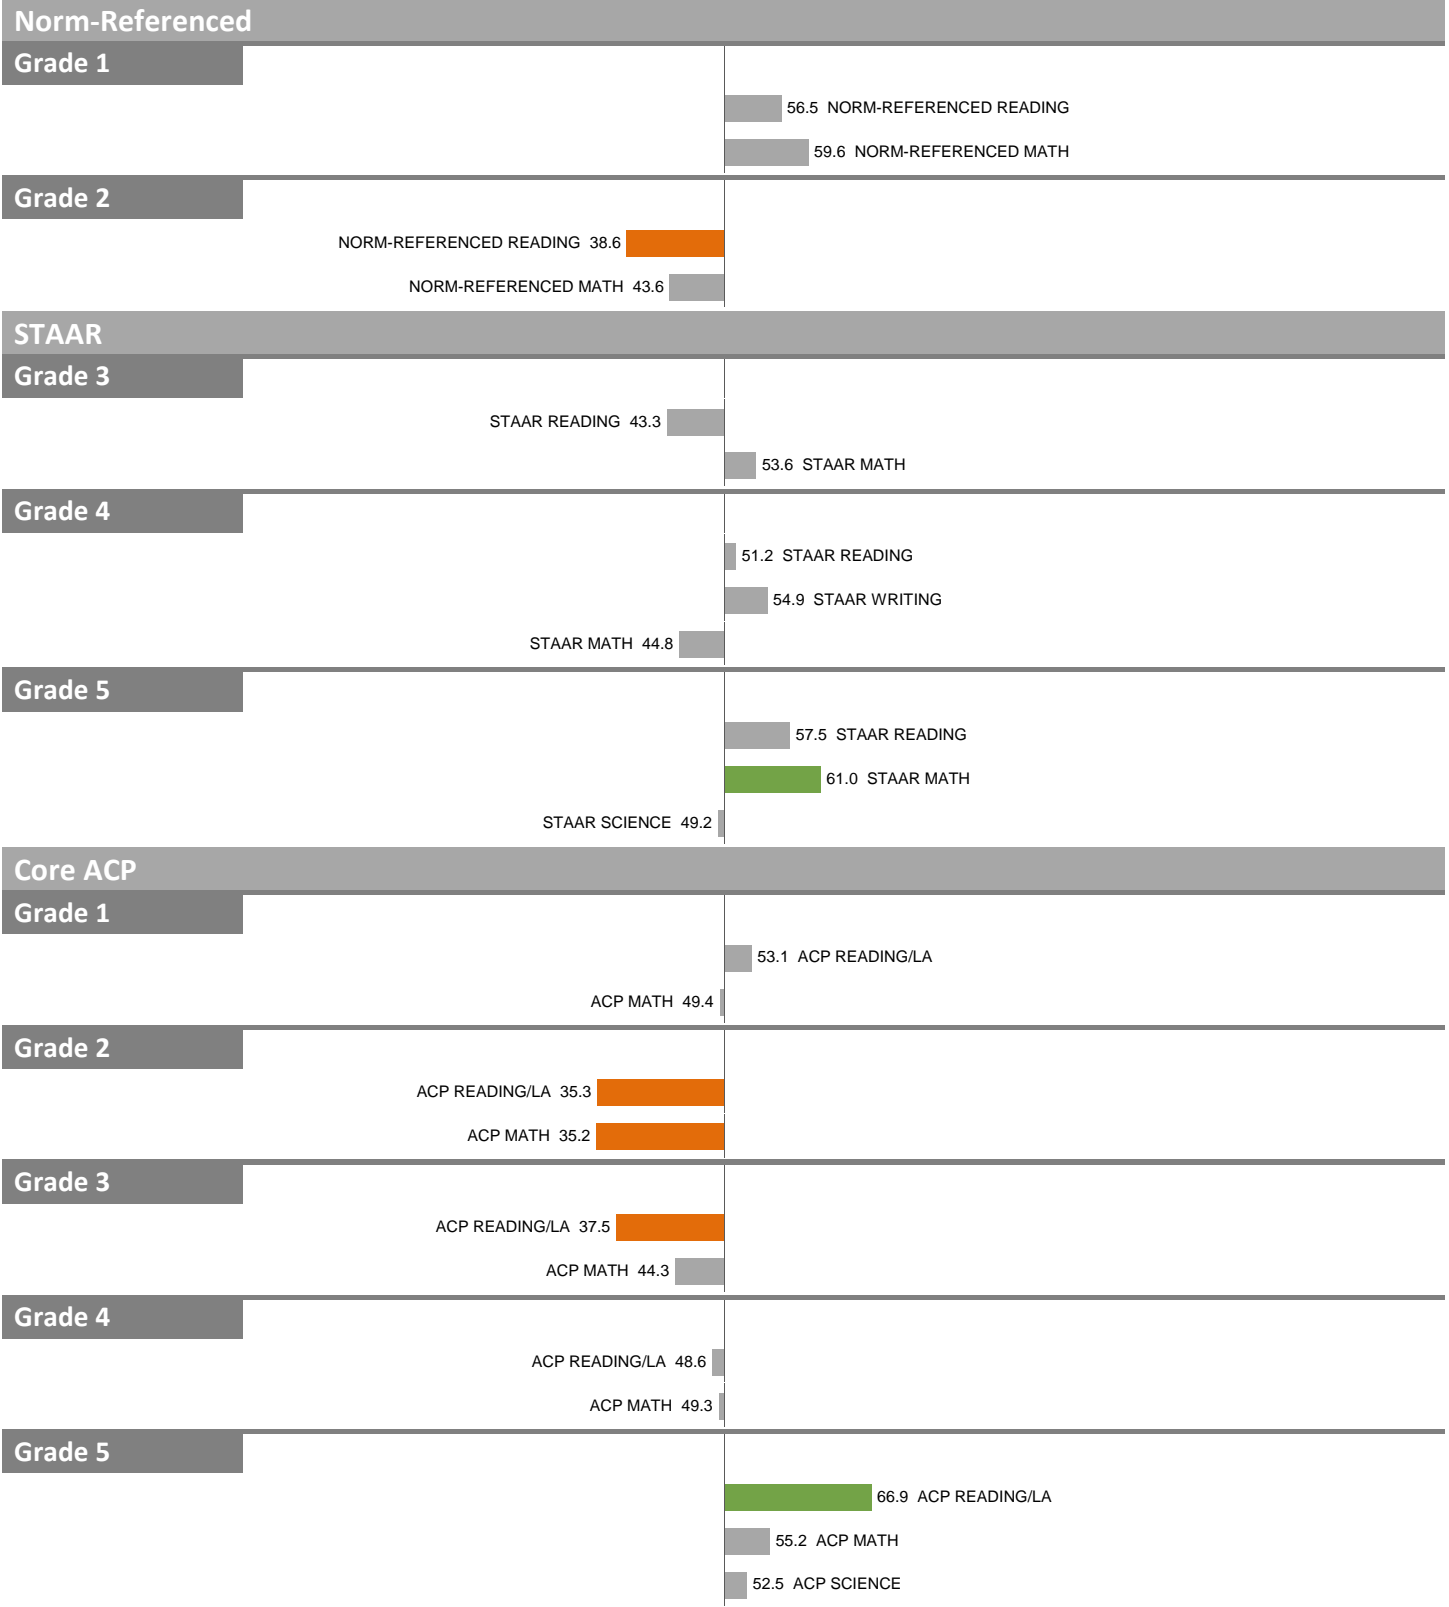 Norm-Referenced
Grade 1
56.5 NORM-REFERENCED READING
59.6 NORM-REFERENCED MATH
Grade 2
NORM-REFERENCED READING 38.6
NORM-REFERENCED MATH 43.6
STAAR
Grade 3
STAAR READING 43.3
53.6 STAAR MATH
Grade 4
51.2 STAAR READING
54.9 STAAR WRITING
STAAR MATH 44.8
Grade 5
57.5 STAAR READING
61.0 STAAR MATH
STAAR SCIENCE 49.2
Core ACP
Grade 1
53.1 ACP READING/LA
ACP MATH 49.4
Grade 2
ACP READING/LA 35.3
ACP MATH 35.2
Grade 3
ACP READING/LA 37.5
ACP MATH 44.3
Grade 4
ACP READING/LA 48.6
ACP MATH 49.3
Grade 5
66.9 ACP READING/LA
55.2 ACP MATH
52.5 ACP SCIENCE